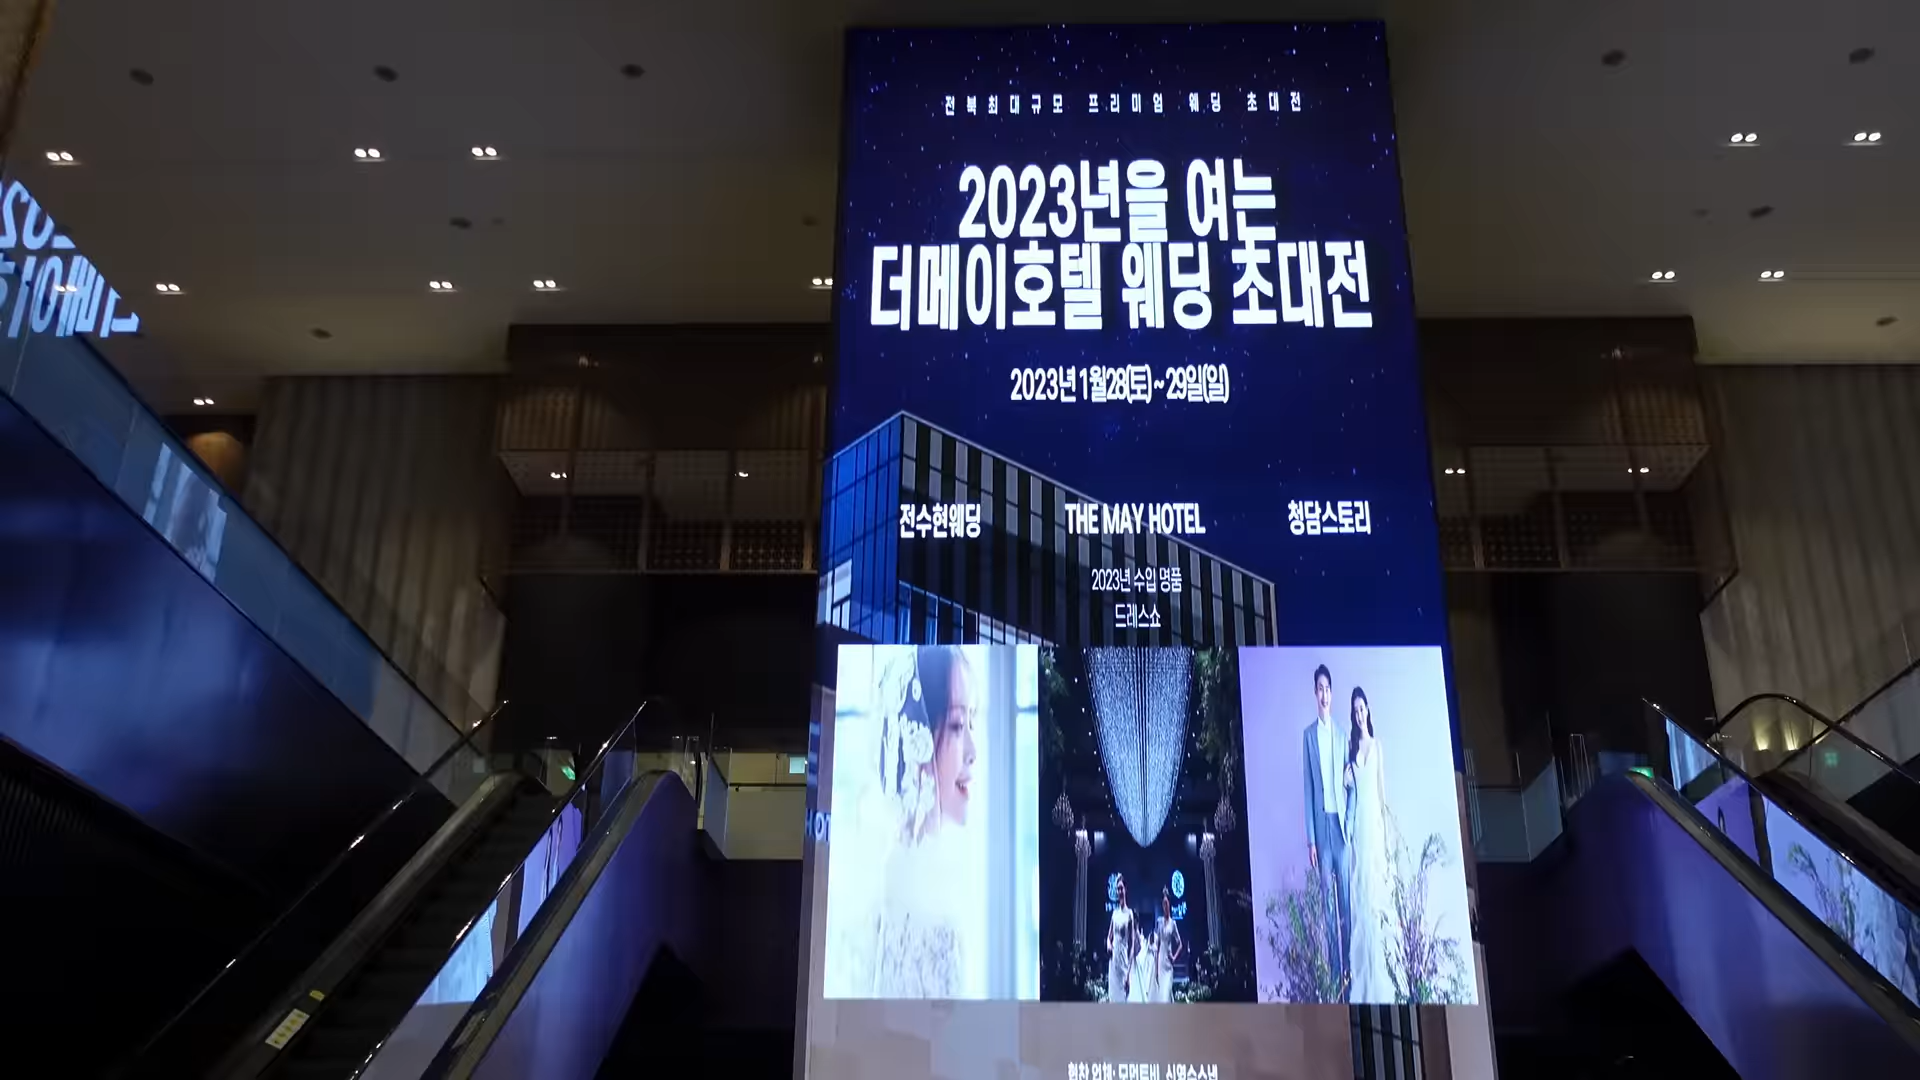 전북최대규모 프리미엄 웨딩 초대전
2023년을 여는
더메이호텔 웨딩 초대전
2023년 1월28(토) ~ 29일(일)
전수현웨딩
THE MAY HOTEL
청담스토리
2023년 수입 명품
드레스쇼